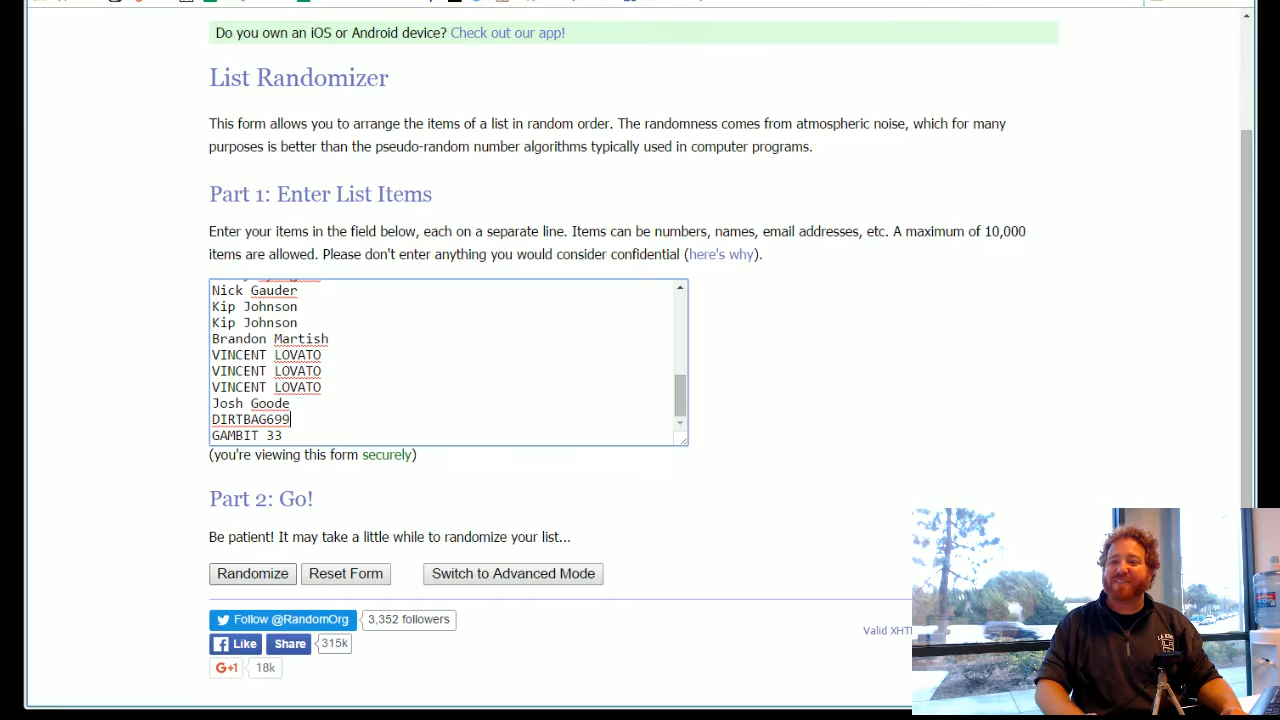 Do you own an iOS or Android device? Check out our app!
List Randomizer
This form allows you to arrange the items of a list in random order. The randomness comes from atmospheric noise, which for many
purposes is better than the pseudo-random number algorithms typically used in computer programs.
Part 1: Enter List Items
Enter your items in the field below, each on a separate line. Items can be numbers, names, email addresses, etc. A maximum of 10,000
items are allowed. Please don't enter anything you would consider confidential (here's why).
Nick Gauder
Kip Johnson
Kip Johnson
Brandon Martish
VINCENT LOVATO
VINCENT LOVATO
VINCENT LOVATO
Josh Goode
DIRTBAG699
GAMBIT 33
(you're viewing this form securely)
Part 2: Go!
Be patient! It may take a little while to randomize your list...
Randomize Reset Form Switch to Advanced Mode
Follow @RandomOrg 3,352 followers
Like Share 315k
G+1 18k
Valid XHT